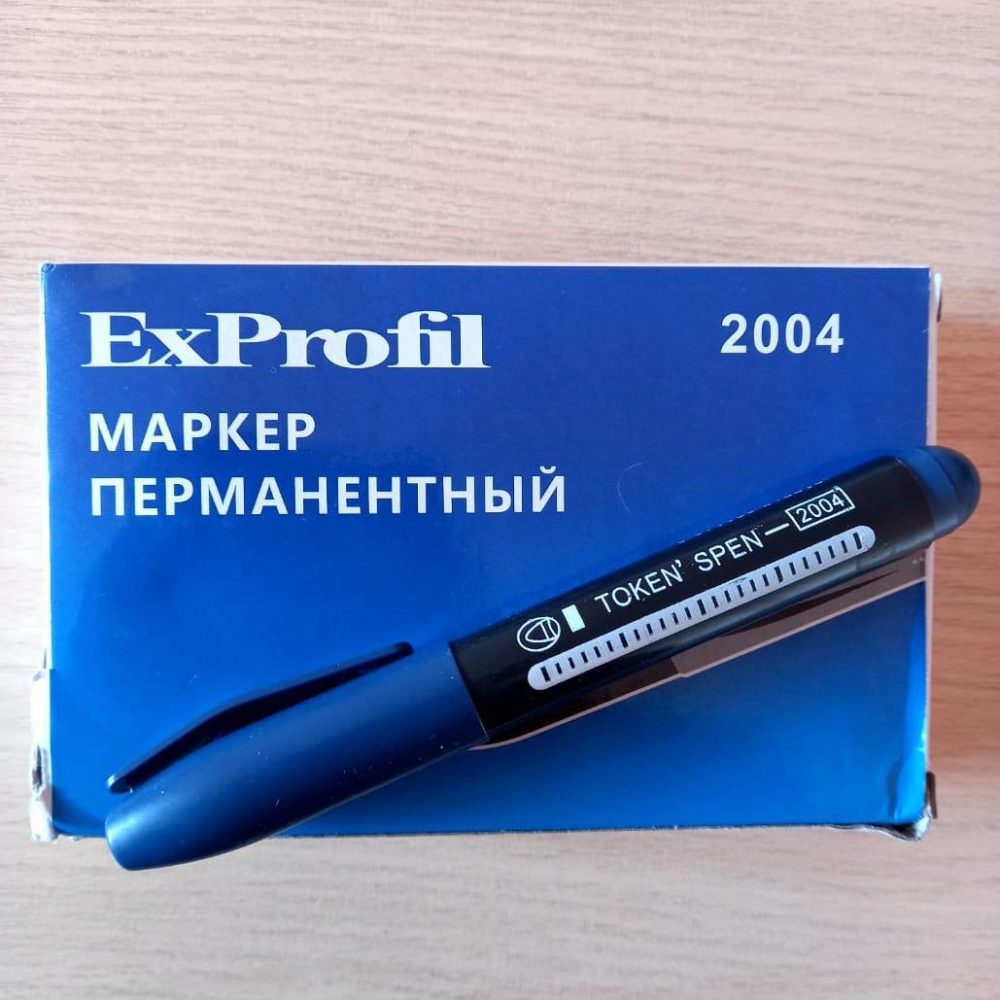 ExProfil 2004
МАРКЕР
ПЕРМАНЕНТНЫЙ
TOKEN' SPEN—2004